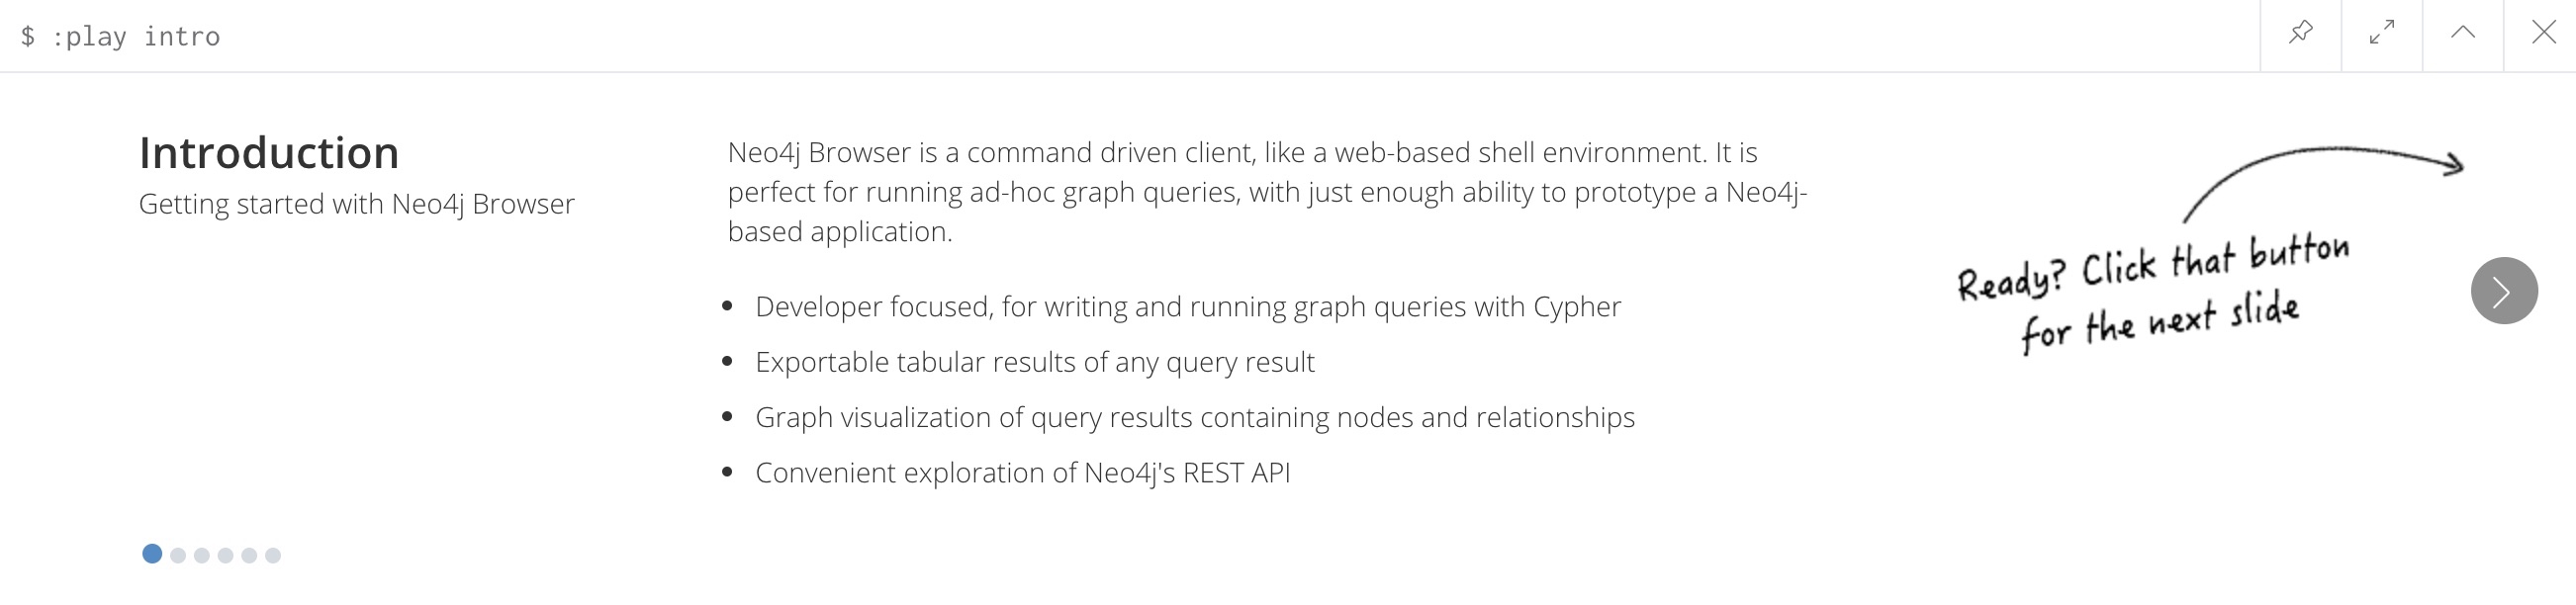 $ :play intro
Introduction
Getting started with Neo4j Browser
Neo4j Browser is a command driven client, like a web-based shell environment. It is
perfect for running ad-hoc graph queries, with just enough ability to prototype a Neo4j-
based application.
Developer focused, for writing and running graph queries with Cypher
Exportable tabular results of any query result
Graph visualization of query results containing nodes and relationships
Convenient exploration of Neo4j's REST API
Ready? Click that button
for the next slide